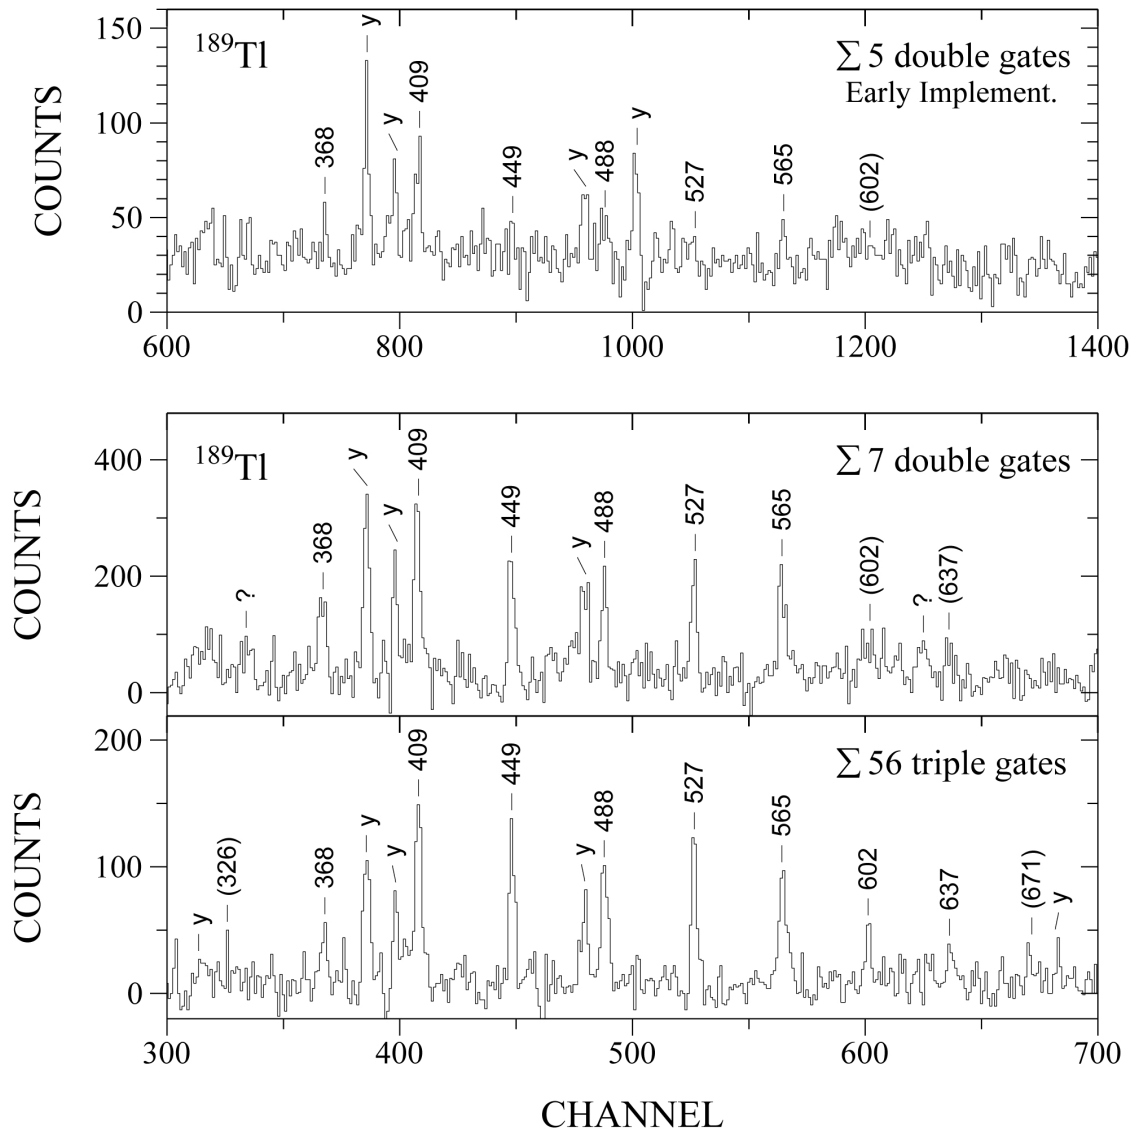 COUNTS
150
100
50
0
¹⁸⁹Tl
∑ 5 double gates
Early Implement.
368
y
y
409
449
y
488
y
527
565
(602)
600
800
1000
1200
1400
COUNTS
400
200
0
¹⁸⁹Tl
∑ 7 double gates
?
368
y
y
409
449
y
488
527
565
(602)
?
(637)
COUNTS
200
100
0
∑ 56 triple gates
y
(326)
368
y
y
409
449
y
488
527
565
602
637
(671)
y
300
400
500
600
700
CHANNEL